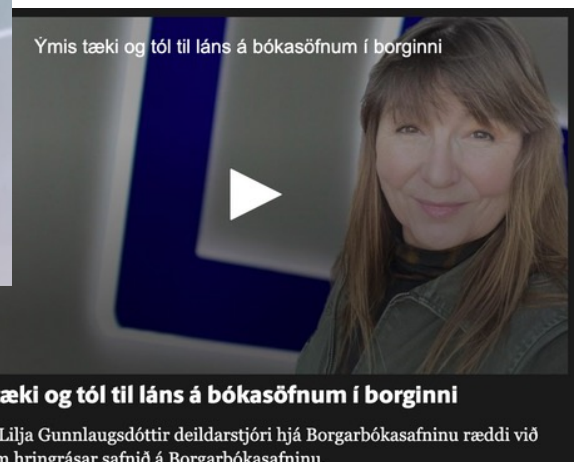 Ýmis tæki og tól til láns á bókasöfnum í borginni
tæki og tól til láns á bókasöfnum í borginni
Lilja Gunnlaugsdóttir deildarstjóri hjá Borgarbókasafninu ræddi við
hringrásar safnið á Borgarbókasafninu.